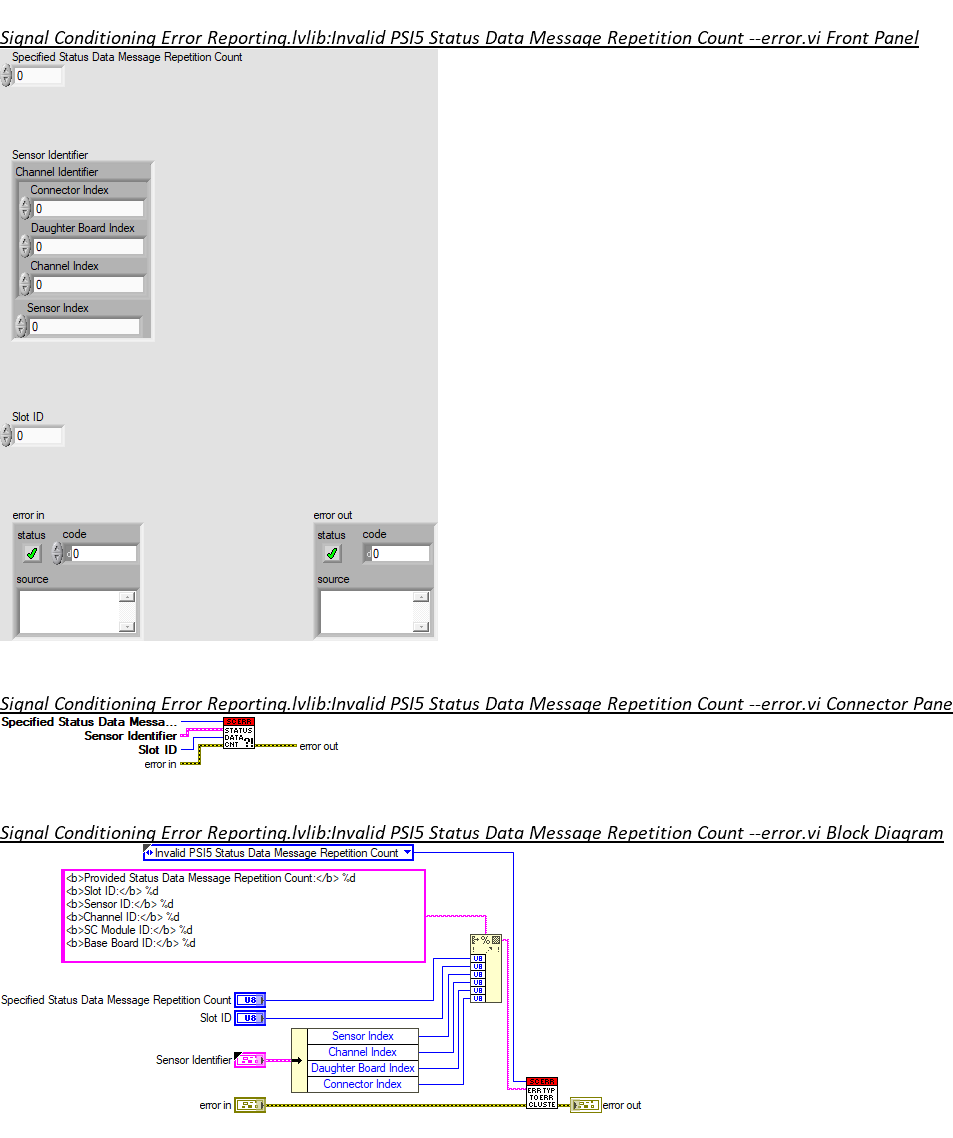 Signal Conditioning Error Reporting.lvlib:Invalid PSI5 Status Data Message Repetition Count --error.vi Front Panel
Specified Status Data Message Repetition Count
0
Sensor Identifier
Channel Identifier
Connector Index
0
Daughter Board Index
0
Channel Index
0
Sensor Index
0
Slot ID
0
error in
error out
status code
d 0
status code
d 0
source
source
Signal Conditioning Error Reporting.lvlib:Invalid PSI5 Status Data Message Repetition Count --error.vi Connector Pane
Specified Status Data Messa...
Sensor Identifier
Slot ID
error in
SC ERR
STATUS
DATA
CNT ?!
error out
Signal Conditioning Error Reporting.lvlib:Invalid PSI5 Status Data Message Repetition Count --error.vi Block Diagram
Invalid PSI5 Status Data Message Repetition Count
<b>Provided Status Data Message Repetition Count:</b> %d
<b>Slot ID:</b> %d
<b>Sensor ID:</b> %d
<b>Channel ID:</b> %d
<b>SC Module ID:</b> %d
<b>Base Board ID:</b> %d
%
U8
U8
U8
U8
U8
U8
Specified Status Data Message Repetition Count U8
Slot ID U8
Sensor Identifier
Sensor Index
Channel Index
Daughter Board Index
Connector Index
SC ERR
ERR TYP
TO ERR
CLUSTE
error in
error out